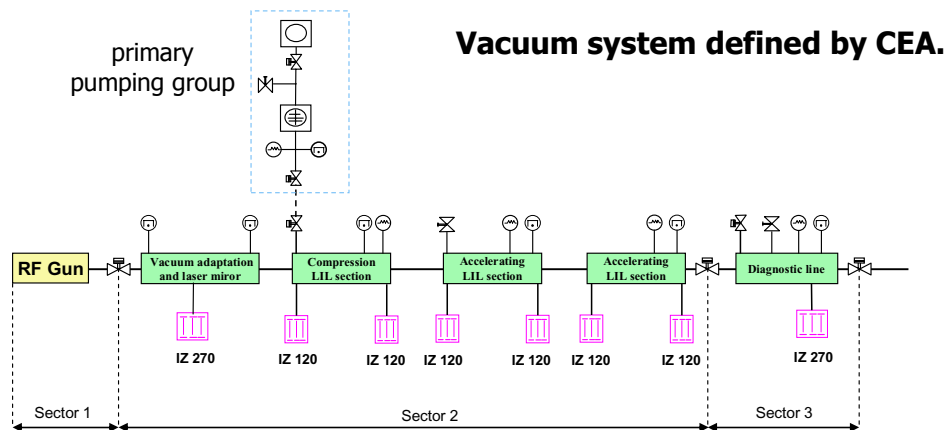 Vacuum system defined by CEA.
primary
pumping group
RF Gun
Vacuum adaptation
and laser miror
Compression
LIL section
Accelerating
LIL section
Accelerating
LIL section
Diagnostic line
IZ 270
IZ 120
IZ 120
IZ 120
IZ 120
IZ 120
IZ 120
IZ 270
Sector 1
Sector 2
Sector 3